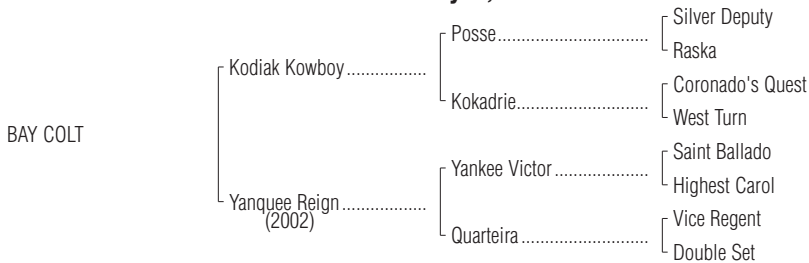 Silver Deputy
Posse
Raska
Kodiak Kowboy
Coronado's Quest
Kokadrie
West Turn
BAY COLT
Saint Ballado
Yankee Victor
Highest Carol
Yanquee Reign
(2002)
Vice Regent
Quarteira
Double Set